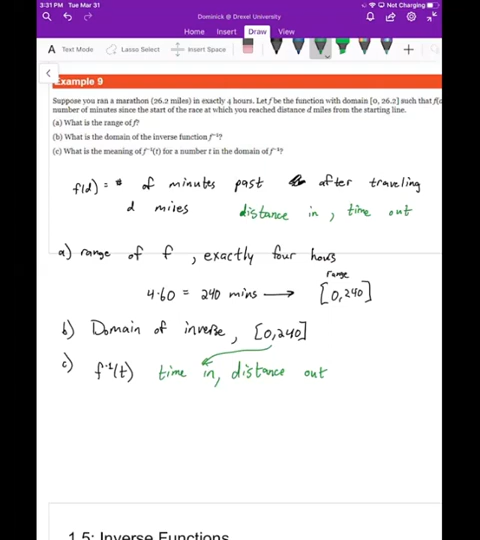 3:31 PM Tue Mar 31
Not Charging
Dominick @ Drexel University
Home Insert Draw View
A Text Mode Lasso Select Insert Space
Example 9
Suppose you ran a marathon (26.2 miles) in exactly 4 hours. Let f be the function with domain [0, 26.2] such that f(
number of minutes since the start of the race at which you reached distance d miles from the starting line.
(a) What is the range of f?
(b) What is the domain of the inverse function f⁻¹?
(c) What is the meaning of f⁻¹(t) for a number t in the domain of f⁻¹?
f(d) = # of minutes past after traveling
d miles distance in, time out
a) range of f, exactly four hours
range
4·60 = 240 mins → [0,240]
b) Domain of inverse, [0,240]
c) f⁻¹(t) time in, distance out
1.5: Inverse Functions